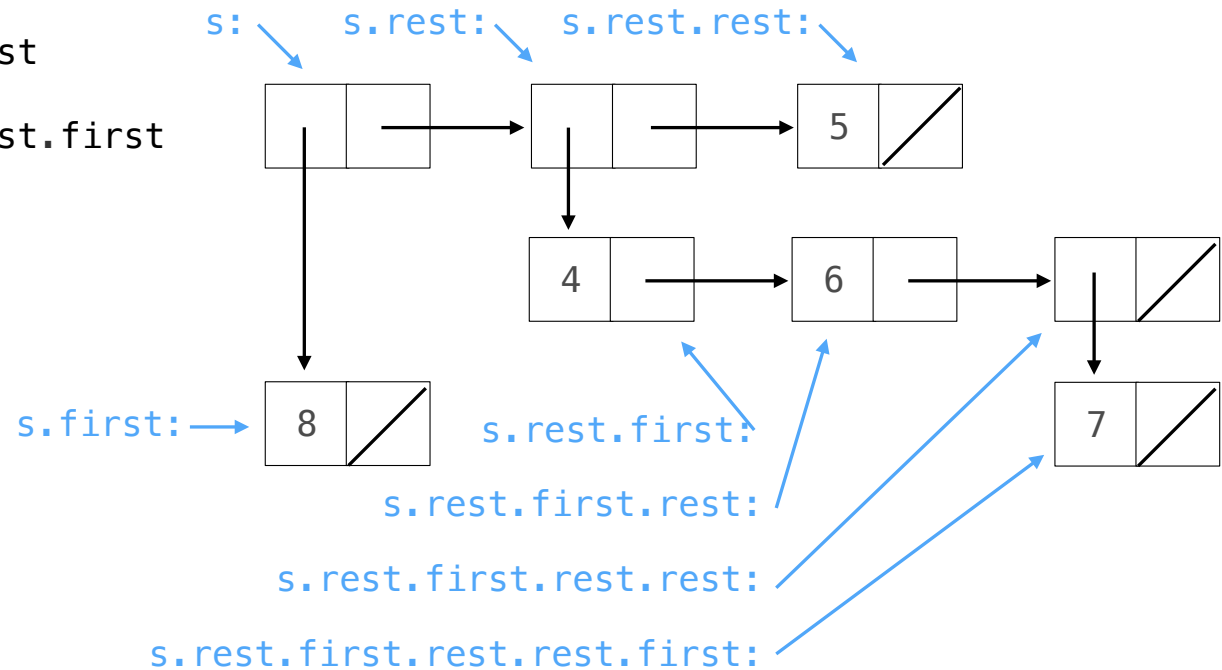 s: s.rest: s.rest.rest:
st
5
st.first
4 6
s.first: 8 s.rest.first: 7
s.rest.first.rest:
s.rest.first.rest.rest:
s.rest.first.rest.rest.first: